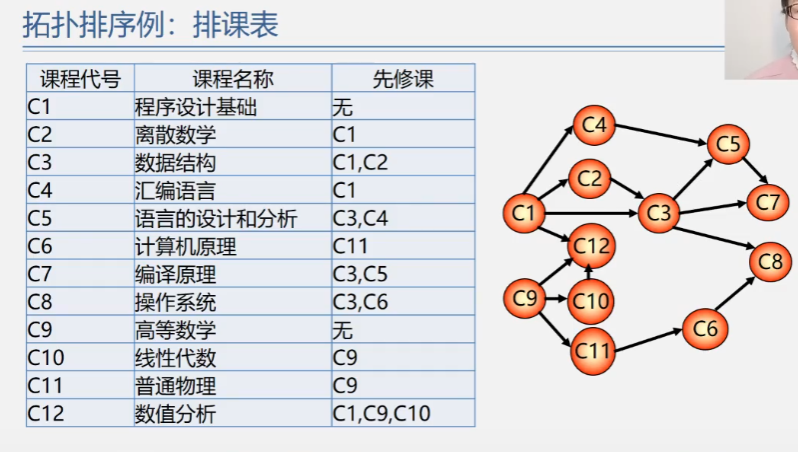 拓扑排序例：排课表
课程代号 课程名称 先修课
C1 程序设计基础 无
C2 离散数学 C1
C3 数据结构 C1,C2
C4 汇编语言 C1
C5 语言的设计和分析 C3,C4
C6 计算机原理 C11
C7 编译原理 C3,C5
C8 操作系统 C3,C6
C9 高等数学 无
C10 线性代数 C9
C11 普通物理 C9
C12 数值分析 C1,C9,C10
C4
C5
C2
C7
C1
C3
C12
C8
C9
C10
C6
C11